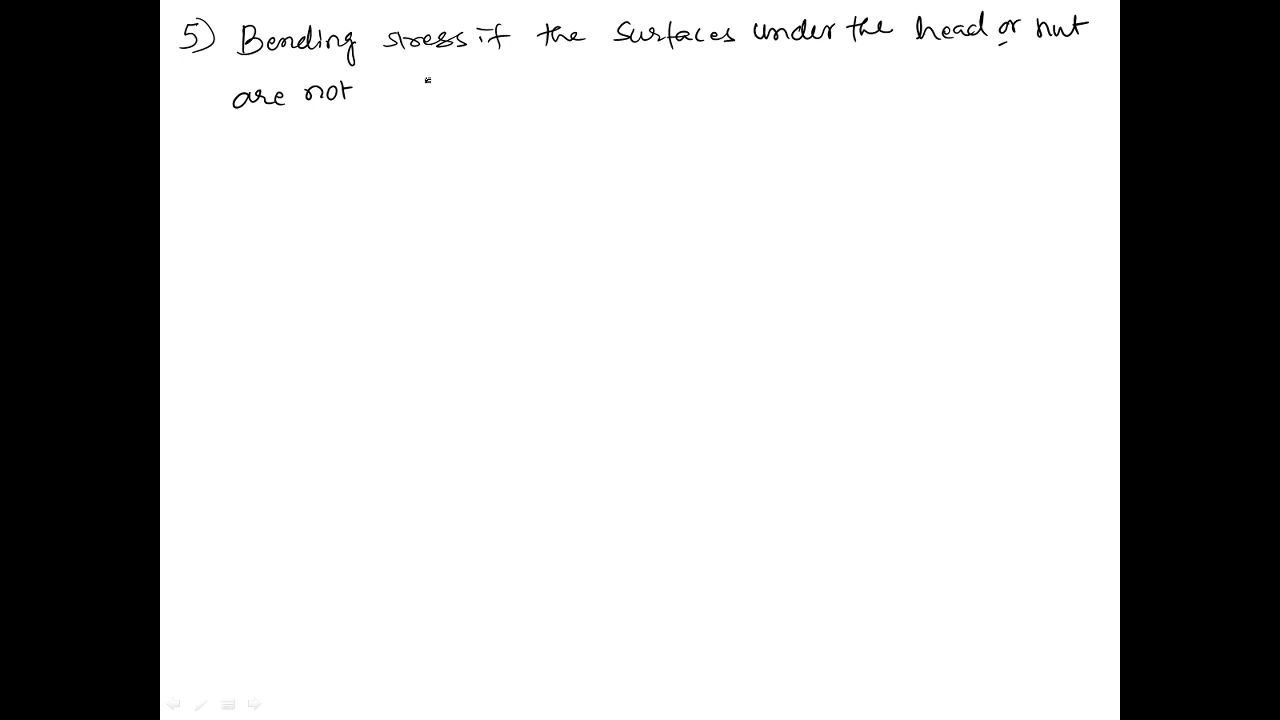 5) Bending stress if the surfaces under the head or nut
are not